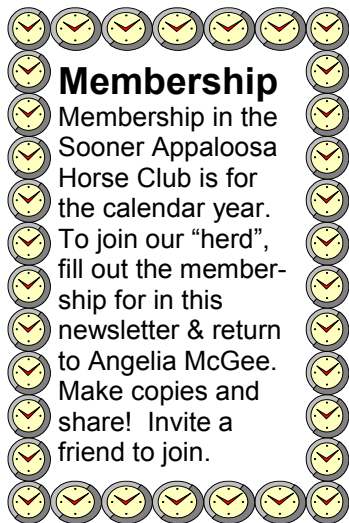 Membership
Membership in the
Sooner Appaloosa
Horse Club is for
the calendar year.
To join our “herd”,
fill out the member-
ship for in this
newsletter & return
to Angelia McGee.
Make copies and
share!  Invite a
friend to join.